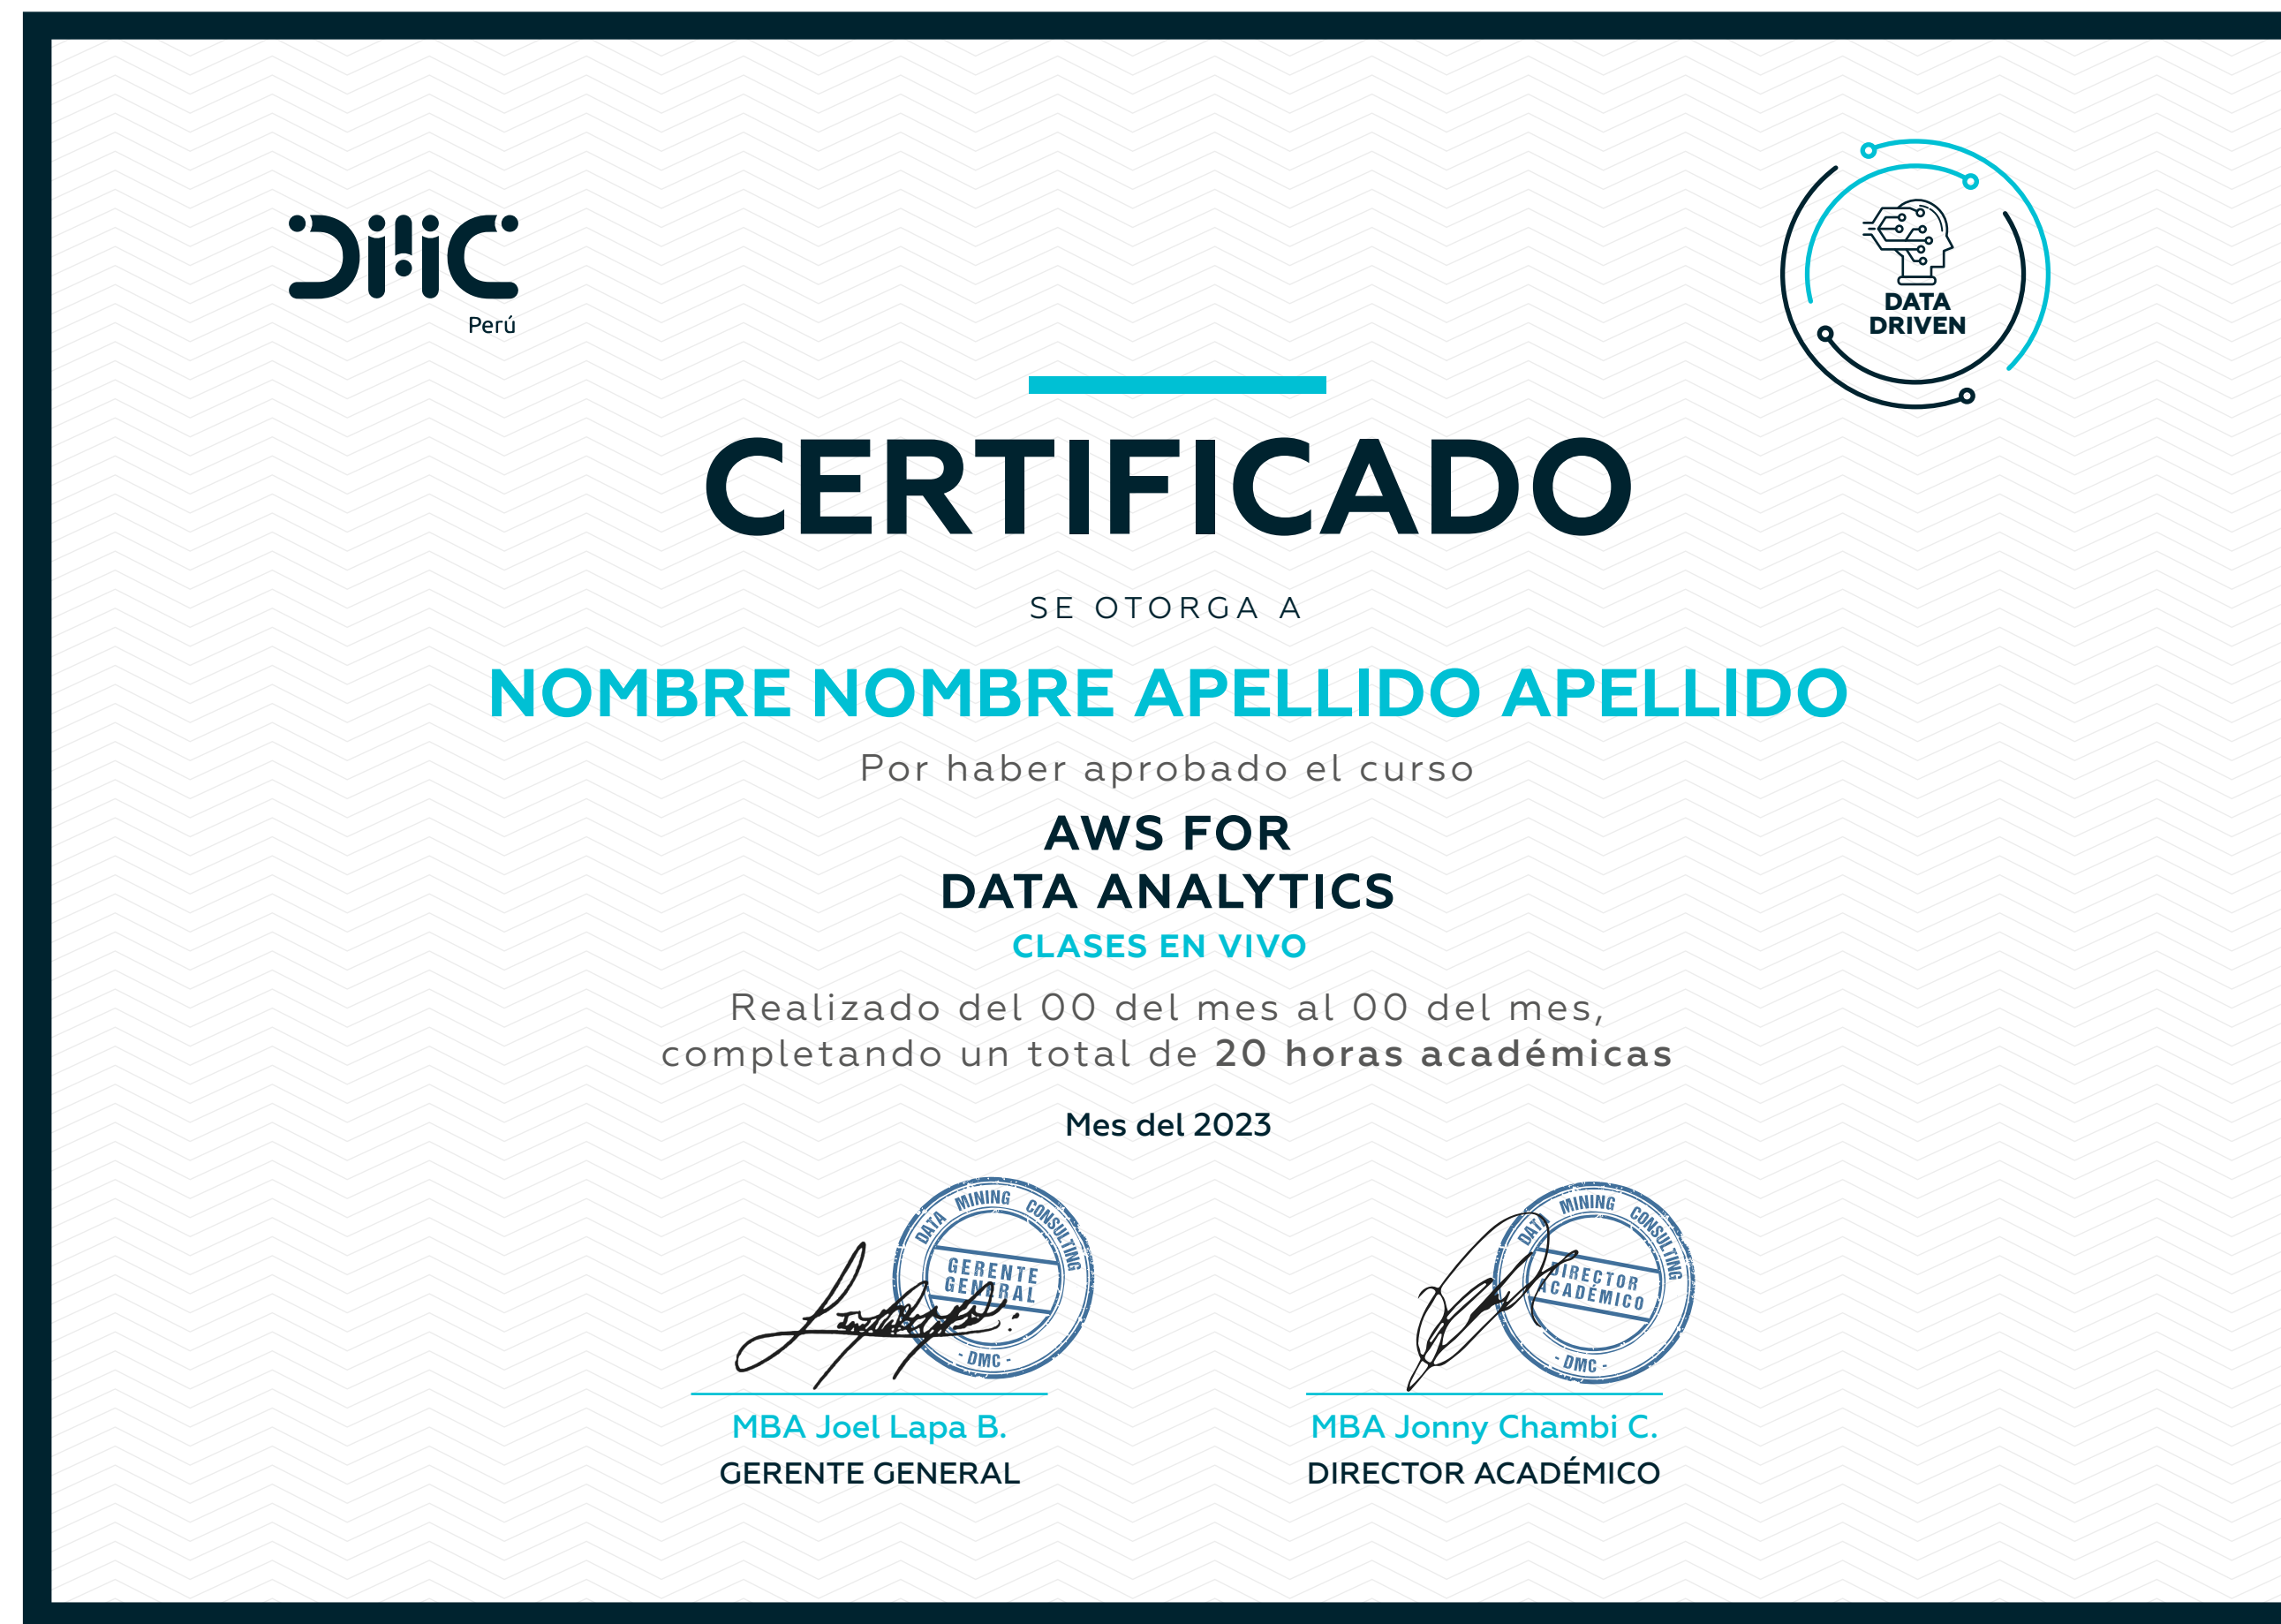 DMC
Perú
DATA
DRIVEN
CERTIFICADO
SE OTORGA A
NOMBRE NOMBRE APELLIDO APELLIDO
Por haber aprobado el curso
AWS FOR
DATA ANALYTICS
CLASES EN VIVO
Realizado del 00 del mes al 00 del mes,
completando un total de 20 horas académicas
Mes del 2023
DATA MINING CONSULTING
GERENTE
GENERAL
- DMC -
DATA MINING CONSULTING
DIRECTOR
ACADÉMICO
- DMC -
MBA Joel Lapa B.
GERENTE GENERAL
MBA Jonny Chambi C.
DIRECTOR ACADÉMICO